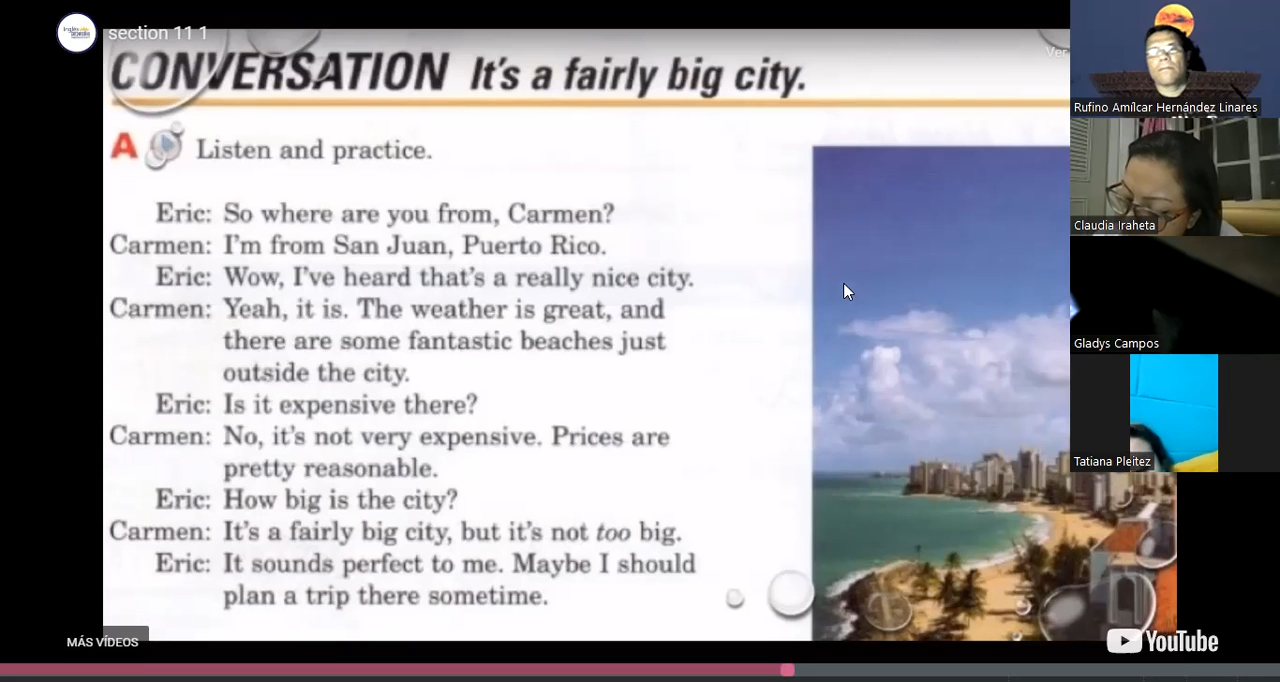 section 11 1
Ver
CONVERSATION It's a fairly big city.
A Listen and practice.
Eric: So where are you from, Carmen?
Carmen: I'm from San Juan, Puerto Rico.
Eric: Wow, I've heard that's a really nice city.
Carmen: Yeah, it is. The weather is great, and
there are some fantastic beaches just
outside the city.
Eric: Is it expensive there?
Carmen: No, it's not very expensive. Prices are
pretty reasonable.
Eric: How big is the city?
Carmen: It's a fairly big city, but it's not too big.
Eric: It sounds perfect to me. Maybe I should
plan a trip there sometime.
MÁS VÍDEOS
YouTube
Rufino Amílcar Hernández Linares
Claudia Iraheta
Gladys Campos
Tatiana Pleitez